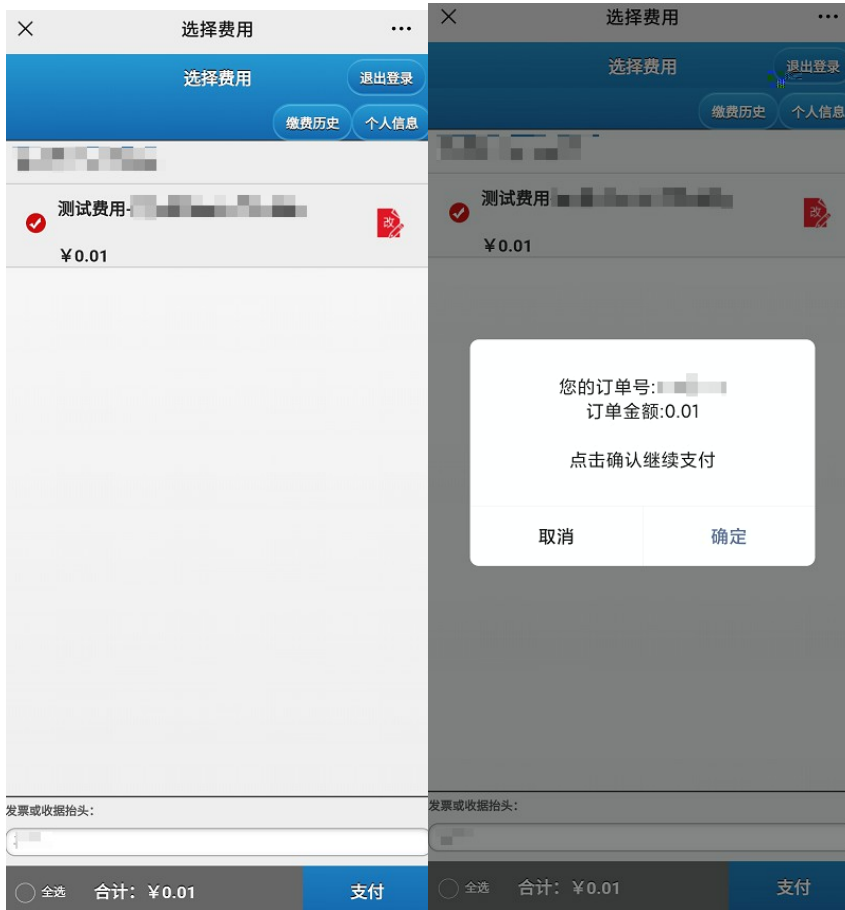 选择费用
选择费用
退出登录
缴费历史
个人信息
测试费用-
改
￥0.01
发票或收据抬头：
全选
合计：￥0.01
支付
选择费用
选择费用
退出登录
缴费历史
个人信息
测试费用
改
￥0.01
您的订单号:
订单金额:0.01
点击确认继续支付
取消
确定
发票或收据抬头：
全选
合计：￥0.01
支付